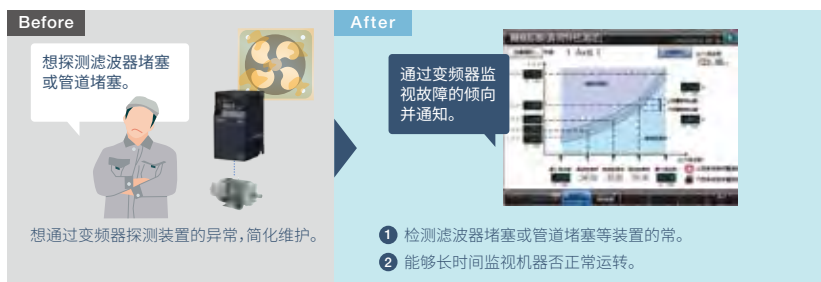 Before
想探测滤波器堵塞
或管道堵塞。
想通过变频器探测装置的异常，简化维护。
After
通过变频器监
视故障的倾向
并通知。
❶ 检测滤波器堵塞或管道堵塞等装置的常。
❷ 能够长时间监视机器否正常运转。